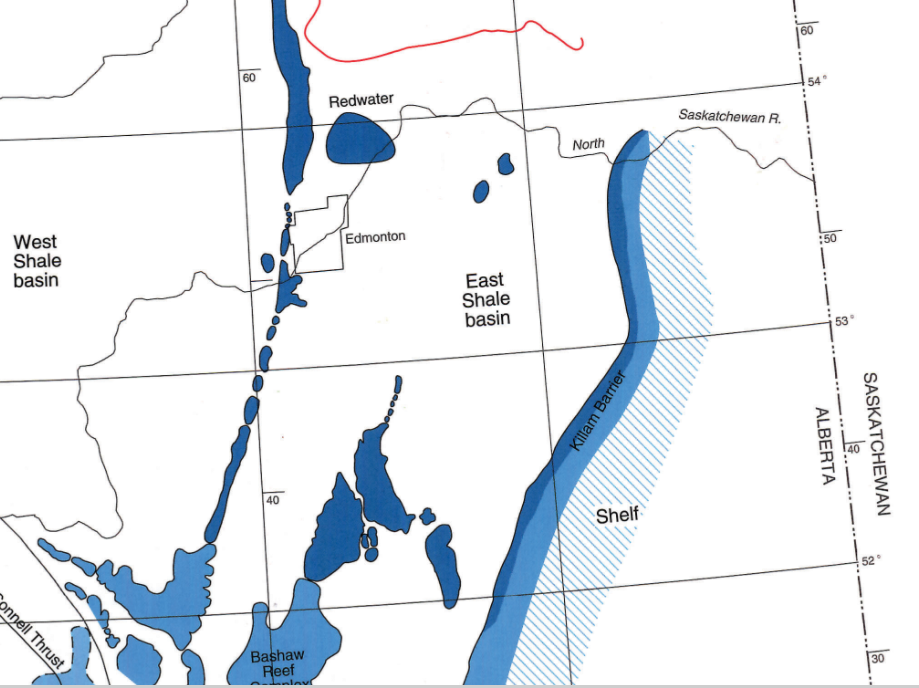 60
60
54°
Redwater
Saskatchewan R.
North
50
West
Shale
basin
Edmonton
East
Shale
basin
53°
Killam Barrier
SASKATCHEWAN
ALBERTA
40
40
Shelf
52°
Thrust
30
Bashaw
Reef